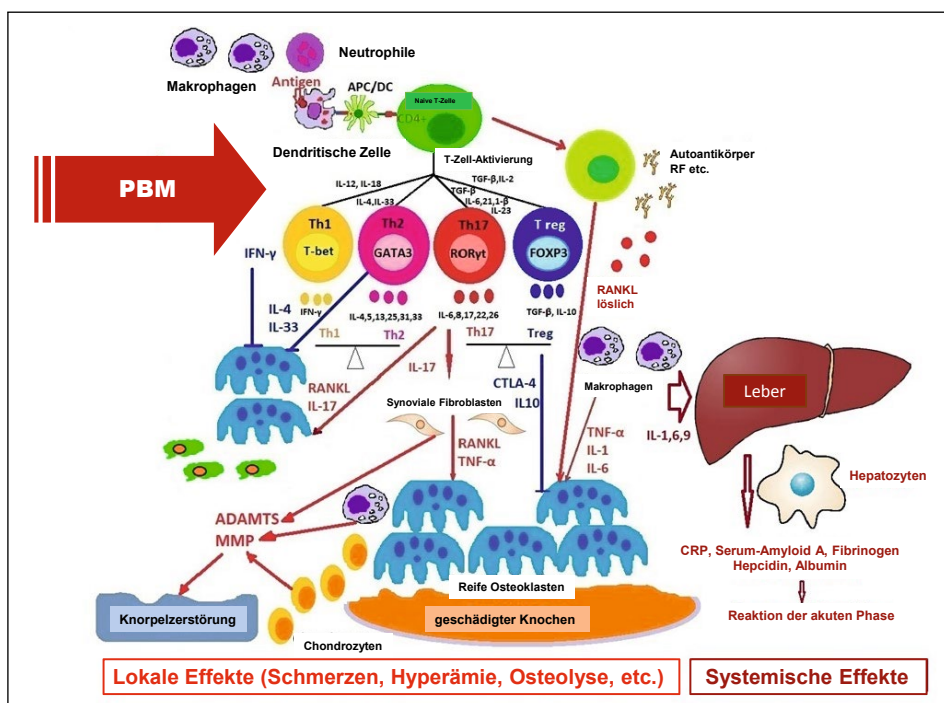 Neutrophile
Makrophagen
Antigen
APC/DC
Naive T-Zelle
CD4+
Dendritische Zelle
T-Zell-Aktivierung
Autoantikörper
RF etc.
PBM
IL-12, IL-18
IL-4,IL-33
TGF-β
IL-6,21,1-β
IL-23
TGF-β,IL-2
Th1
T-bet
Th2
GATA3
Th17
RORγt
T reg
FOXP3
IFN-γ
RANKL
löslich
IL-4
IL-33
IFN-γ
IL-4,5,13,25,31,33
IL-6,8,17,22,26
TGF-β, IL-10
Th1
Th2
Th17
Treg
RANKL
IL-17
IL-17
CTLA-4
IL10
Makrophagen
Leber
Synoviale Fibroblasten
IL-1,6,9
RANKL
TNF-α
TNF-α
IL-1
IL-6
Hepatozyten
ADAMTS
MMP
CRP, Serum-Amyloid A, Fibrinogen
Hepcidin, Albumin
Reife Osteoklasten
Knorpelzerstörung
geschädigter Knochen
Reaktion der akuten Phase
Chondrozyten
Lokale Effekte (Schmerzen, Hyperämie, Osteolyse, etc.)
Systemische Effekte